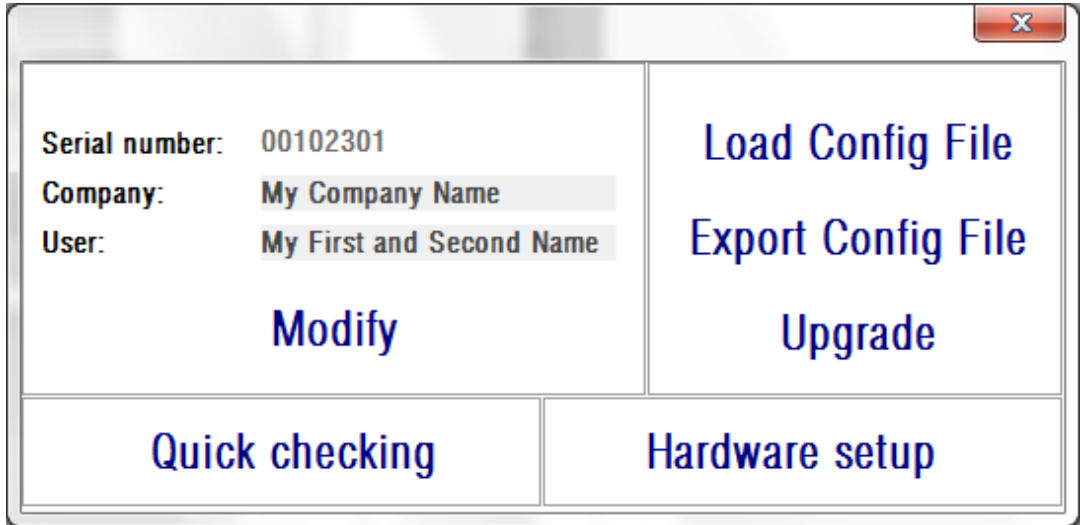 Serial number: 00102301
Company: My Company Name
User: My First and Second Name
Modify
Load Config File
Export Config File
Upgrade
Quick checking
Hardware setup